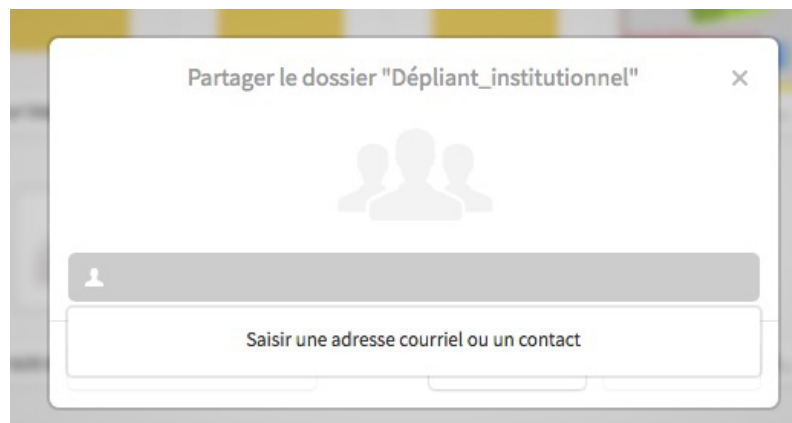 Partager le dossier "Dépliant_institutionnel"
Saisir une adresse courriel ou un contact